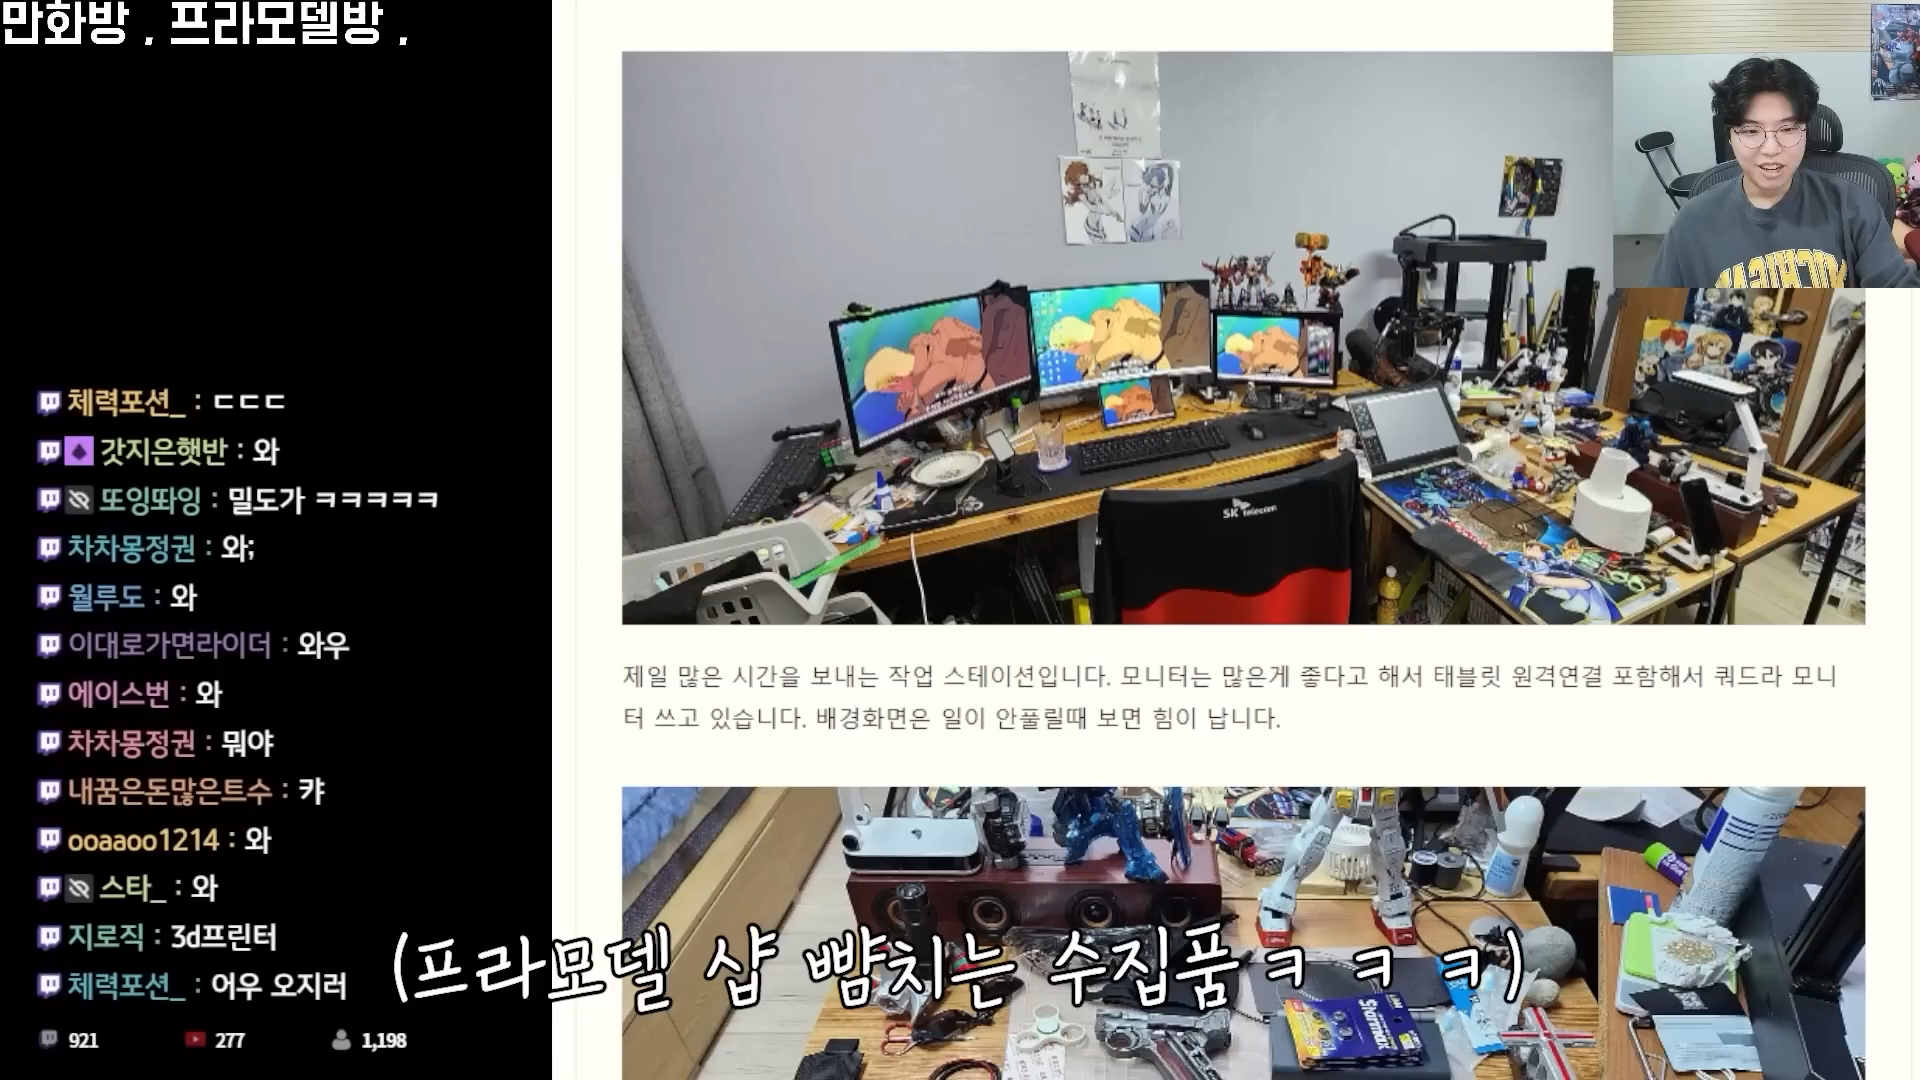 만화방 , 프라모델방 ,
체력포션_ : ㄷㄷㄷ
갓지은햇반 : 와
또잉똬잉 : 밀도가 ㅋㅋㅋㅋㅋ
차차몽정권 : 와;
월루도 : 와
이대로가면라이더 : 와우
에이스번 : 와
차차몽정권 : 뭐야
내꿈은돈많은트수 : 캬
ooaaoo1214 : 와
스타_ : 와
지로직 : 3d프린터
체력포션_ : 어우 오지러
921 277 1,198
MICHIGAN
SK telecom
제일 많은 시간을 보내는 작업 스테이션입니다. 모니터는 많은게 좋다고 해서 태블릿 원격연결 포함해서 쿼드라 모니
터 쓰고 있습니다. 배경화면은 일이 안풀릴때 보면 힘이 납니다.
(프라모델 샵 뺨치는 수집품ㅋ ㅋ ㅋ)
Starmax